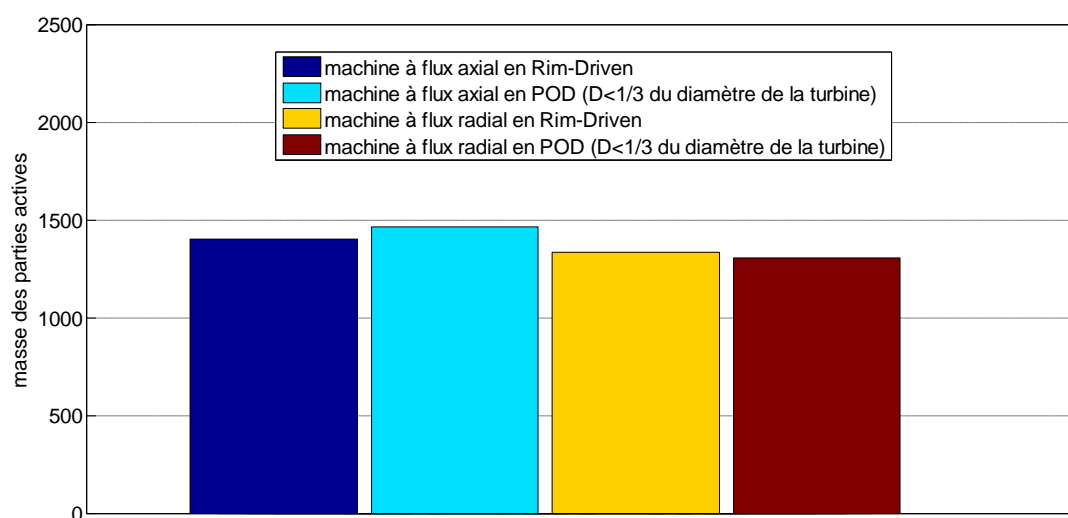 2500
2000
1500
1000
500
0
masse des parties actives
machine à flux axial en Rim-Driven
machine à flux axial en POD (D<1/3 du diamètre de la turbine)
machine à flux radial en Rim-Driven
machine à flux radial en POD (D<1/3 du diamètre de la turbine)